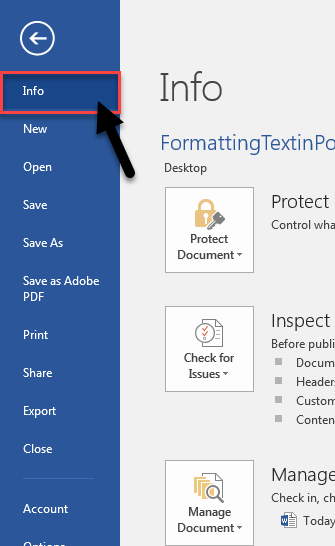 Info
New
Open
Save
Save As
Save as Adobe
PDF
Print
Share
Export
Close
Account
Options
Info
FormattingTextinPo
Desktop
Protect
Document
Protect
Control wha
Check for
Issues
Inspect
Before publi
Docum
Headers
Custom
Conten
Manage
Document
Manage
Check in, ch
Today